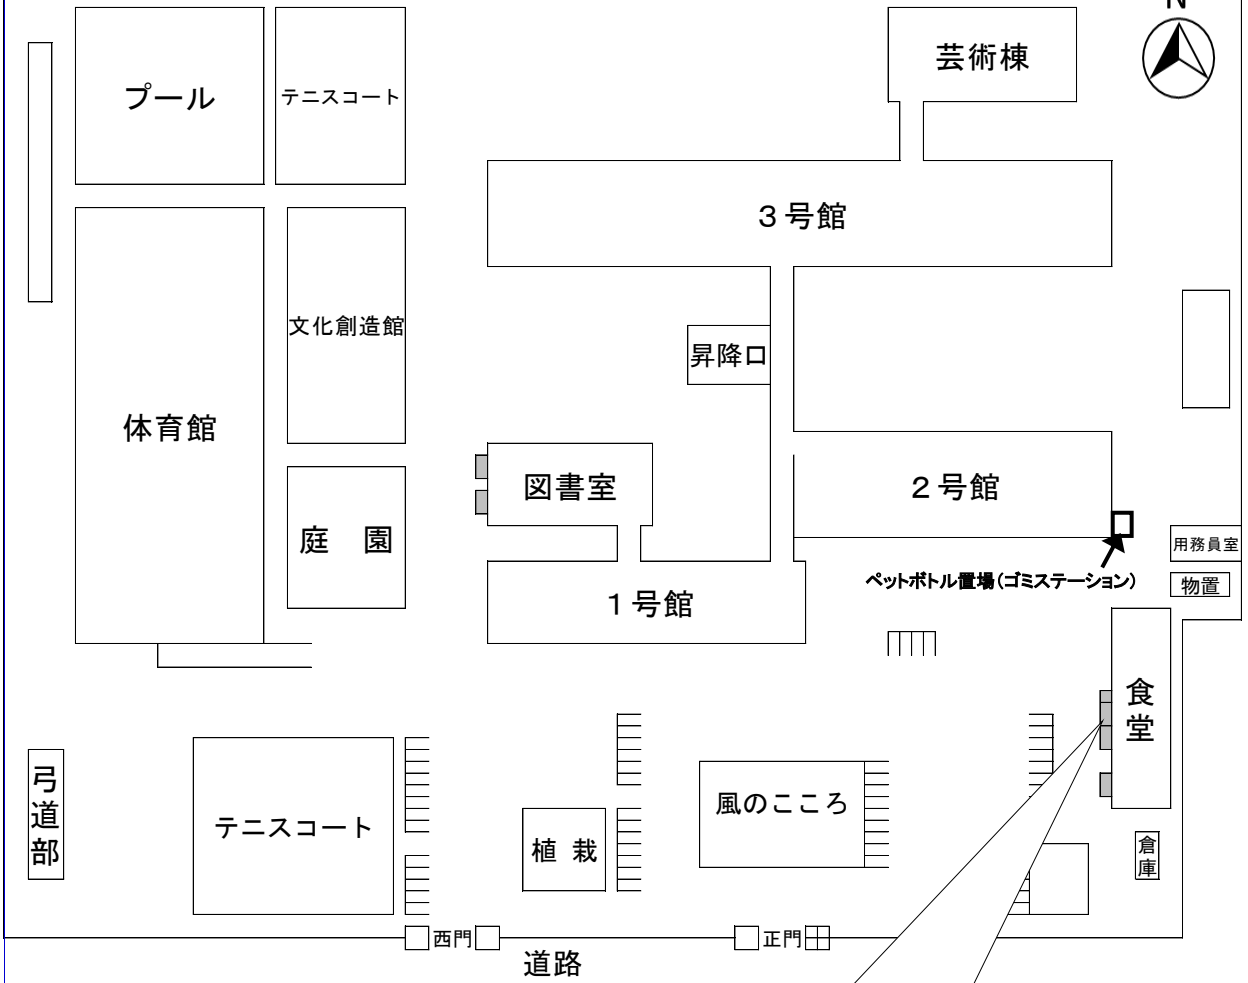 N
芸術棟
プール
テニスコート
３号館
文化創造館
昇降口
体育館
図書室
２号館
庭　園
用務員室
ペットボトル置場（ゴミステーション）
物置
１号館
食堂
弓道部
風のこころ
テニスコート
植 栽
倉庫
西門
正門
道路